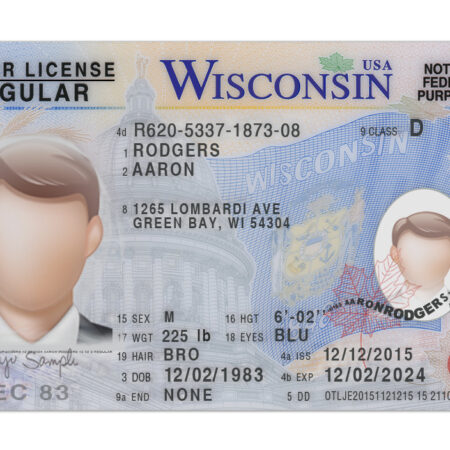 R LICENSE
GULAR
WISCONSIN USA
NOT
FEDE
PURP
WISCONSIN
4d R620-5337-1873-08
9 CLASS D
1 RODGERS
2 AARON
8 1265 LOMBARDI AVE
GREEN BAY, WI 54304
AARONRODGERS
15 SEX M 16 HGT 6'-02"
17 WGT 225 lb 18 EYES BLU
19 HAIR BRO 4a ISS 12/12/2015
3 DOB 12/02/1983 4b EXP 12/02/2024
9a END NONE 5 DD OTLJE20151121215 15 2110
Sample
EC 83